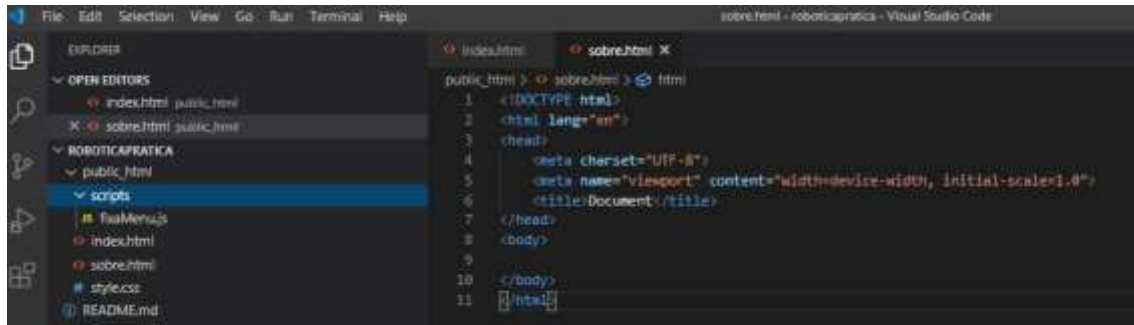 File Edit Selection View Go Run Terminal Help
sobre.html - roboticapratica - Visual Studio Code
EXPLORER
OPEN EDITORS
index.html public_html
sobre.html public_html
ROBOTICAPRATICA
public_html
scripts
JS fixaMenu.js
index.html
sobre.html
# style.css
README.md
index.html
sobre.html
public_html > sobre.html > html
1 <!DOCTYPE html>
2 <html lang="en">
3 <head>
4 <meta charset="UTF-8">
5 <meta name="viewport" content="width=device-width, initial-scale=1.0">
6 <title>Document</title>
7 </head>
8 <body>
9
10 </body>
11 </html>